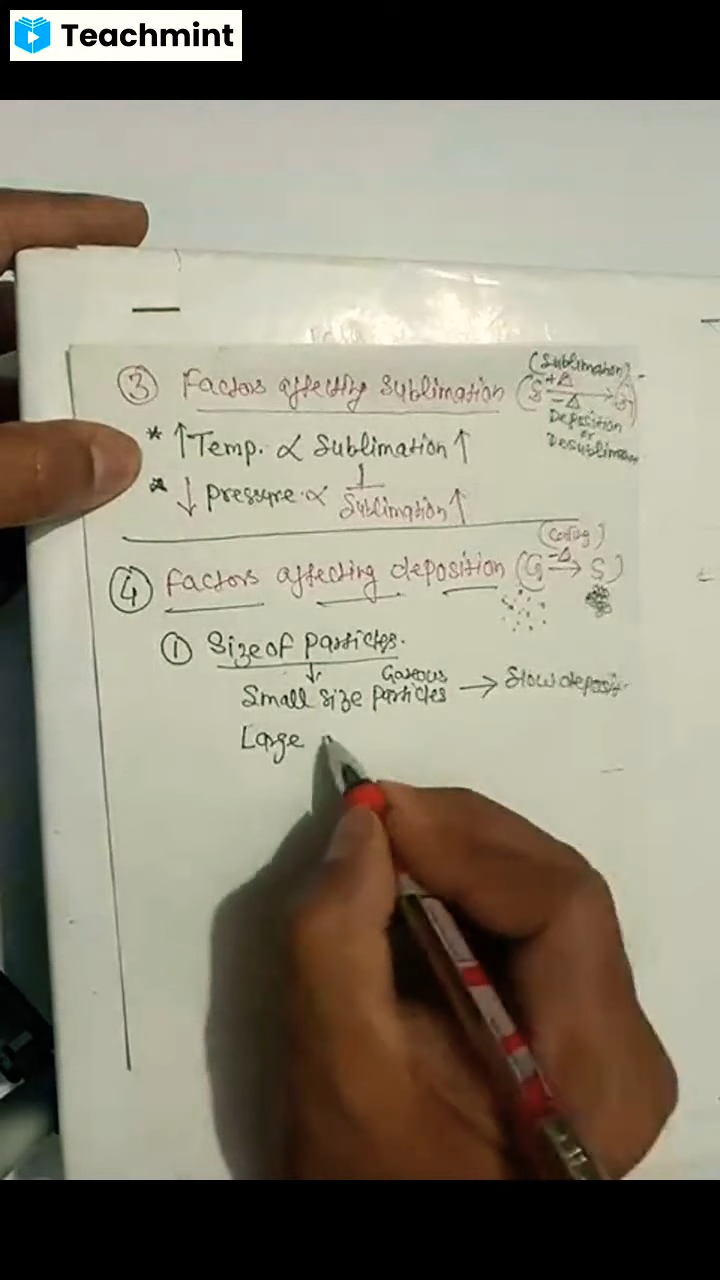 Teachmint
③ Factors affecting sublimation (S +Δ -Δ → G)
(Sublimation)
Deposition
or
Desublimation
* ↑Temp. ∝ Sublimation ↑
* ↓ pressure ∝ 1/Sublimation ↑
(Cooling)
④ Factors affecting deposition (G -Δ → S)
① Size of particles.
Small size Gaseous particles → Slow deposit
Large